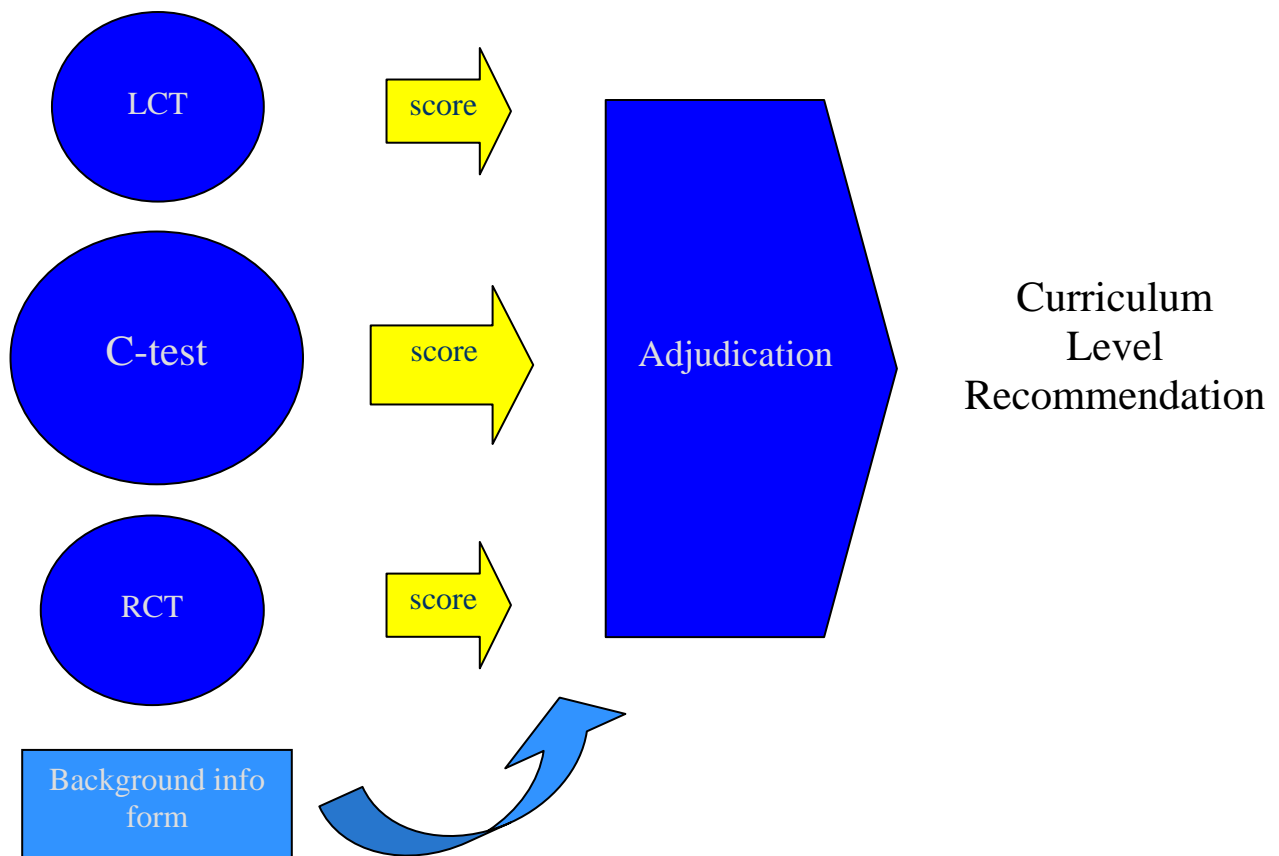 LCT
score
C-test
score
Adjudication
Curriculum
Level
Recommendation
RCT
score
Background info
form